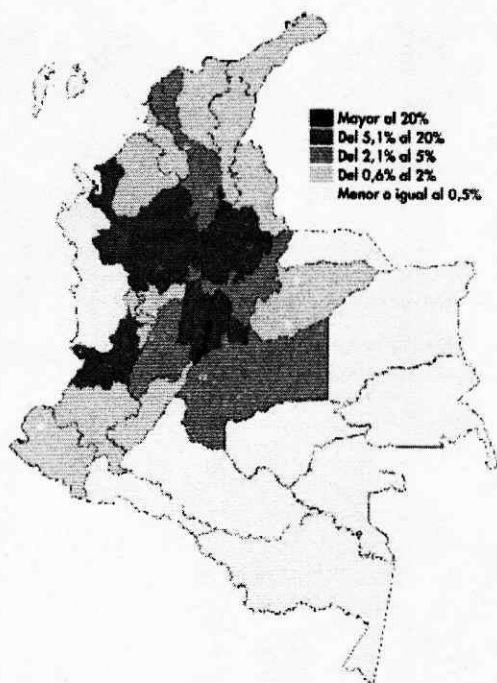 Mayor al 20%
Del 5,1% al 20%
Del 2,1% al 5%
Del 0,6% al 2%
Menor o igual al 0,5%